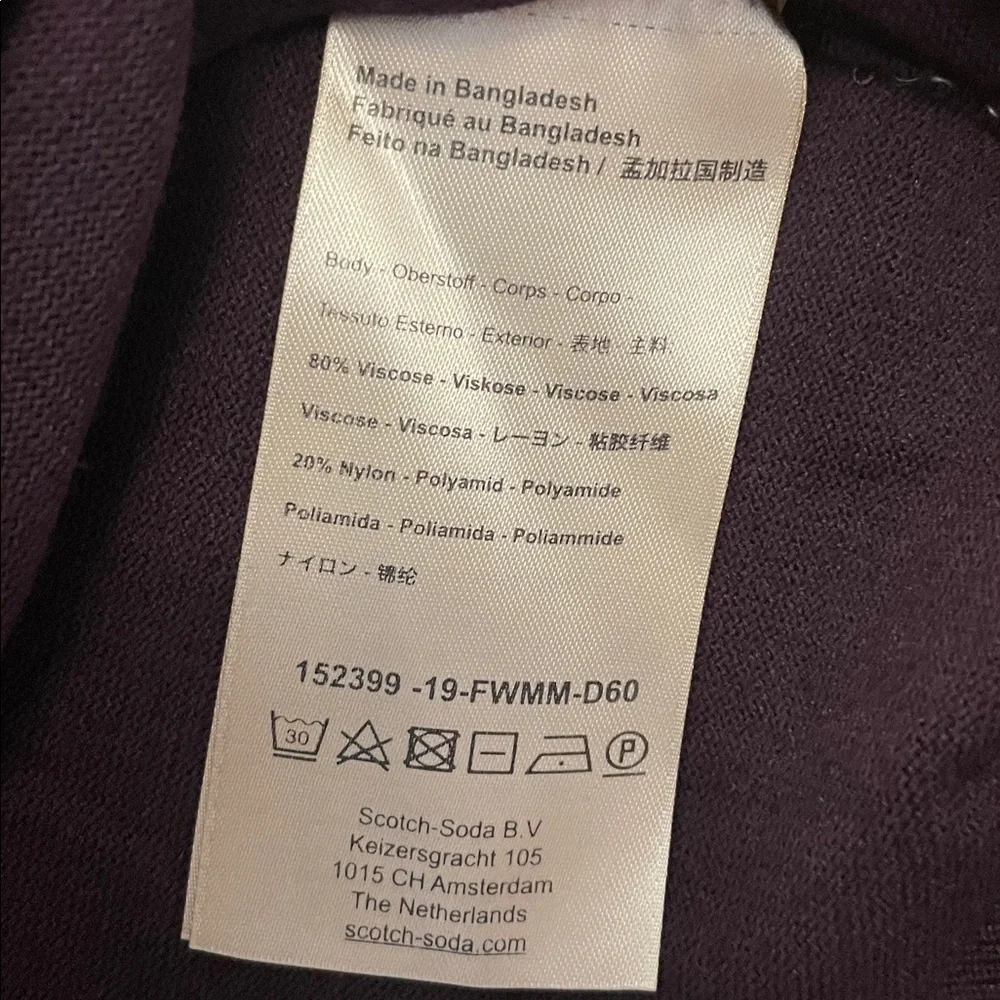 Made in Bangladesh
Fabriqué au Bangladesh
Feito na Bangladesh / 孟加拉国制造
Body - Oberstoff - Corps - Corpo -
Tessuto Esterno - Exterior - 表地 - 主料:
80% Viscose - Viskose - Viscose - Viscosa
Viscose - Viscosa - レーヨン - 粘胶纤维
20% Nylon - Polyamid - Polyamide
Poliamida - Poliamida - Poliammide
ナイロン - 锦纶
152399 -19-FWMM-D60
30 P
Scotch-Soda B.V
Keizersgracht 105
1015 CH Amsterdam
The Netherlands
scotch-soda.com